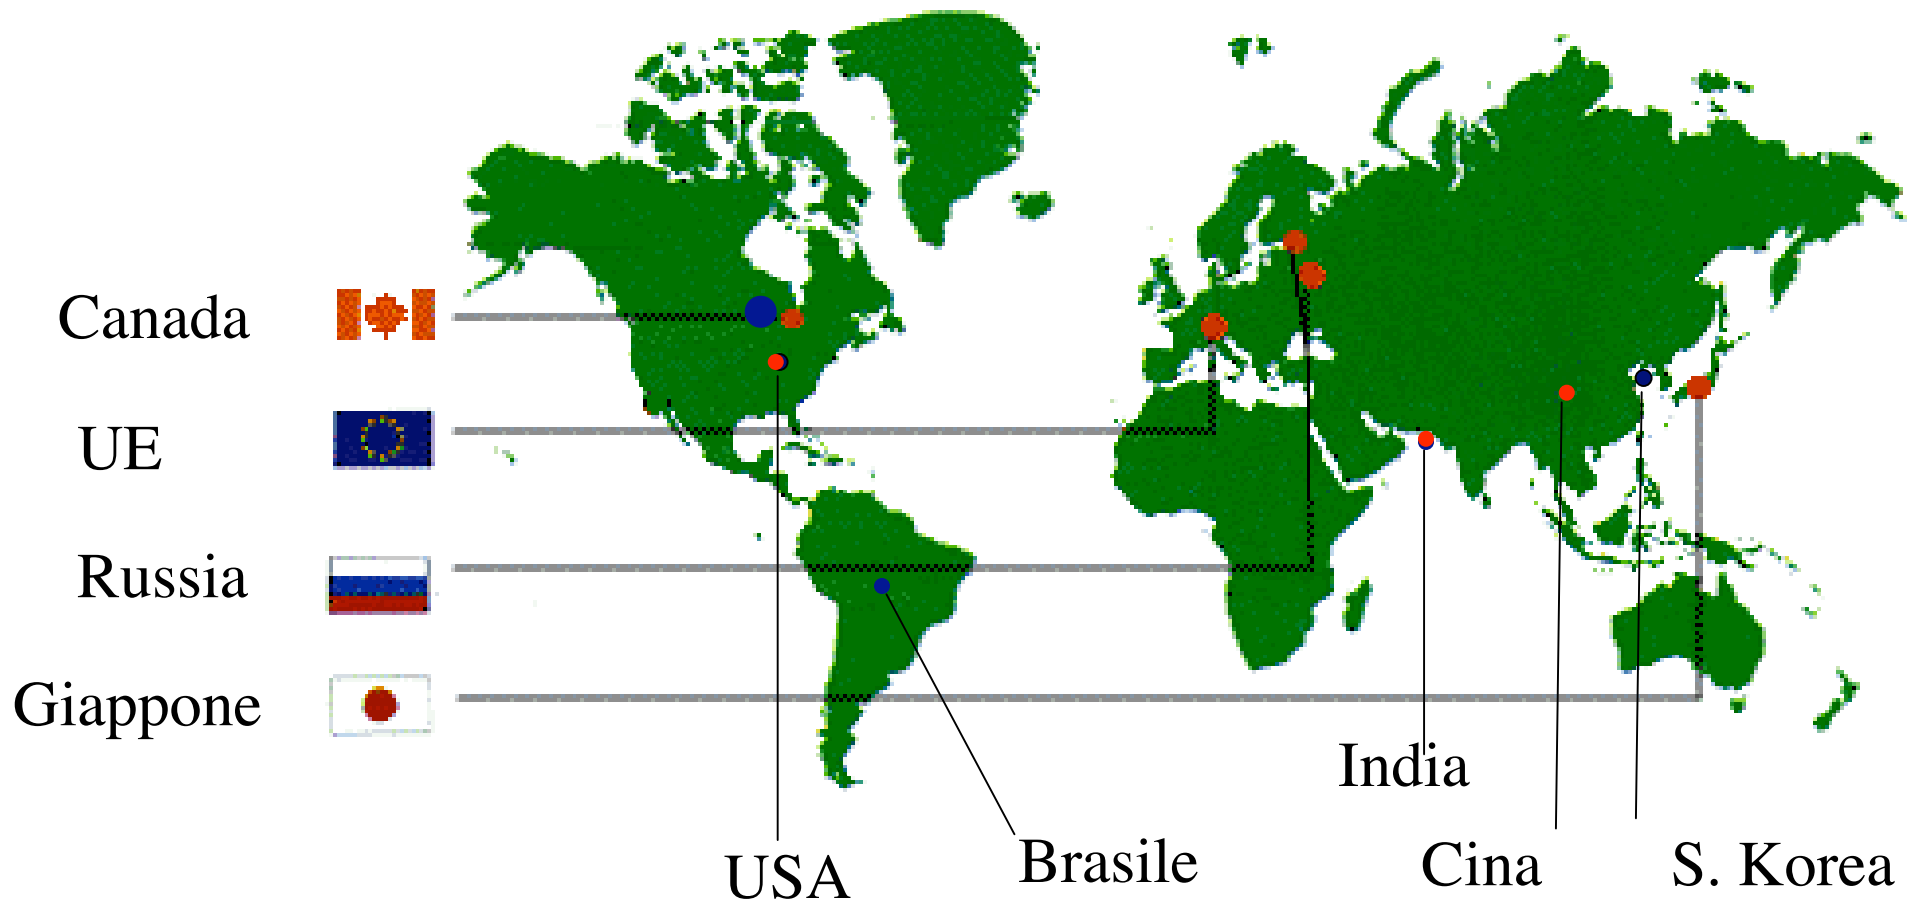 Canada
UE
Russia
Giappone
India
USA
Brasile
Cina
S. Korea